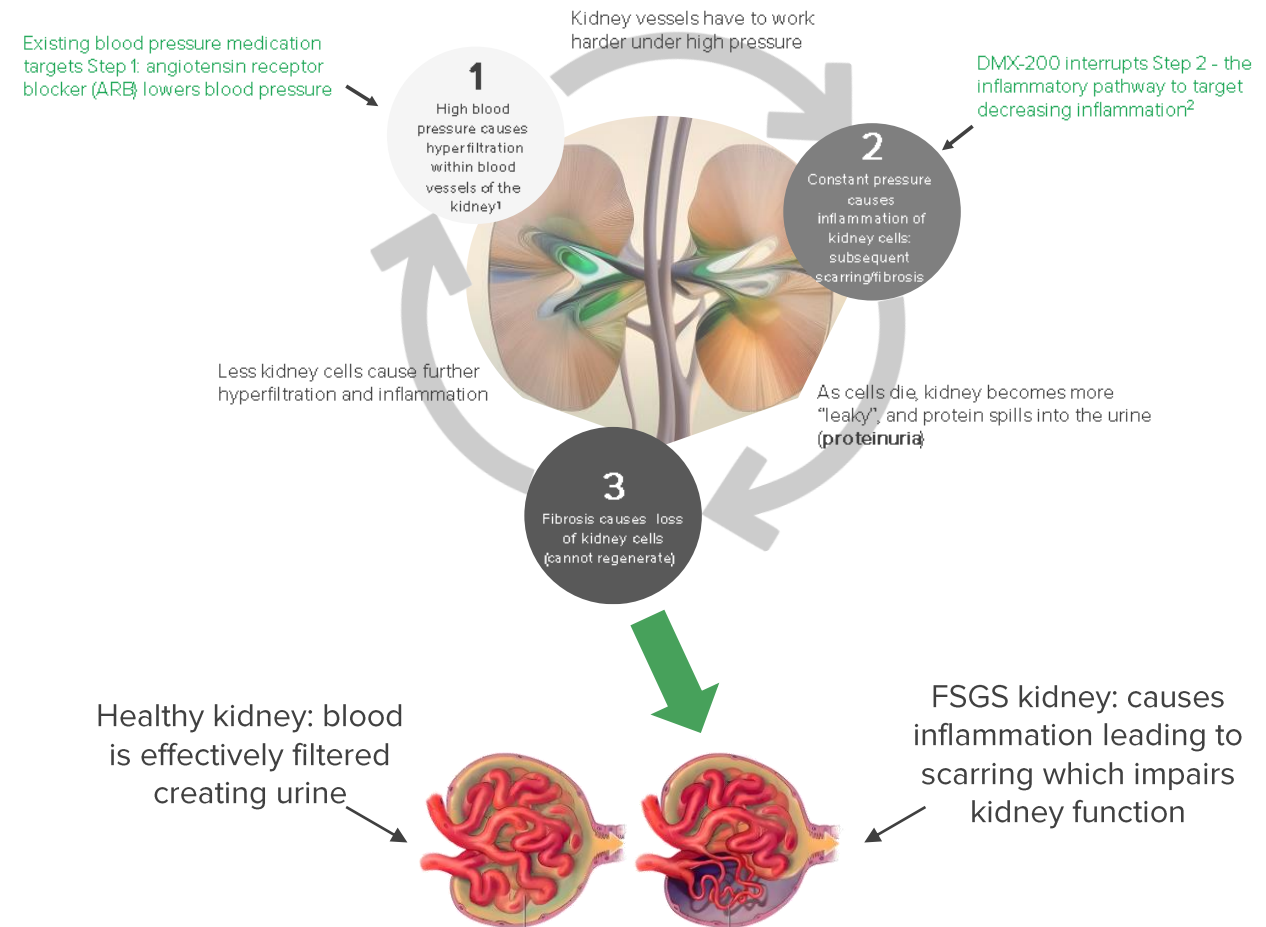 Kidney vessels have to work
harder under high pressure
Existing blood pressure medication
targets Step 1: angiotensin receptor
blocker (ARB) lowers blood pressure
DMX-200 interrupts Step 2 - the
inflammatory pathway to target
decreasing inflammation²
1
High blood
pressure causes
hyperfiltration
within blood
vessels of the
kidney¹
2
Constant pressure
causes
inflammation of
kidney cells:
subsequent
scarring/fibrosis
Less kidney cells cause further
hyperfiltration and inflammation
As cells die, kidney becomes more
“leaky”, and protein spills into the urine
(proteinuria)
3
Fibrosis causes loss
of kidney cells
(cannot regenerate)
Healthy kidney: blood
is effectively filtered
creating urine
FSGS kidney: causes
inflammation leading to
scarring which impairs
kidney function